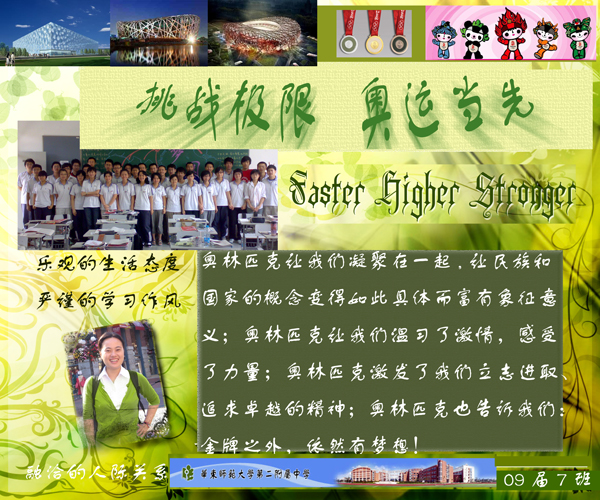 挑战极限 奥运当先
Faster Higher Stronger
乐观的生活态度
严谨的学习作风
奥林匹克让我们凝聚在一起,让民族和
国家的概念变得如此具体而富有象征意
义;奥林匹克让我们温习了激情,感受
了力量;奥林匹克激发了我们立志进取、
追求卓越的精神;奥林匹克也告诉我们:
金牌之外,依然有梦想!
融洽的人际关系
华东师范大学第二附属中学
09届7班